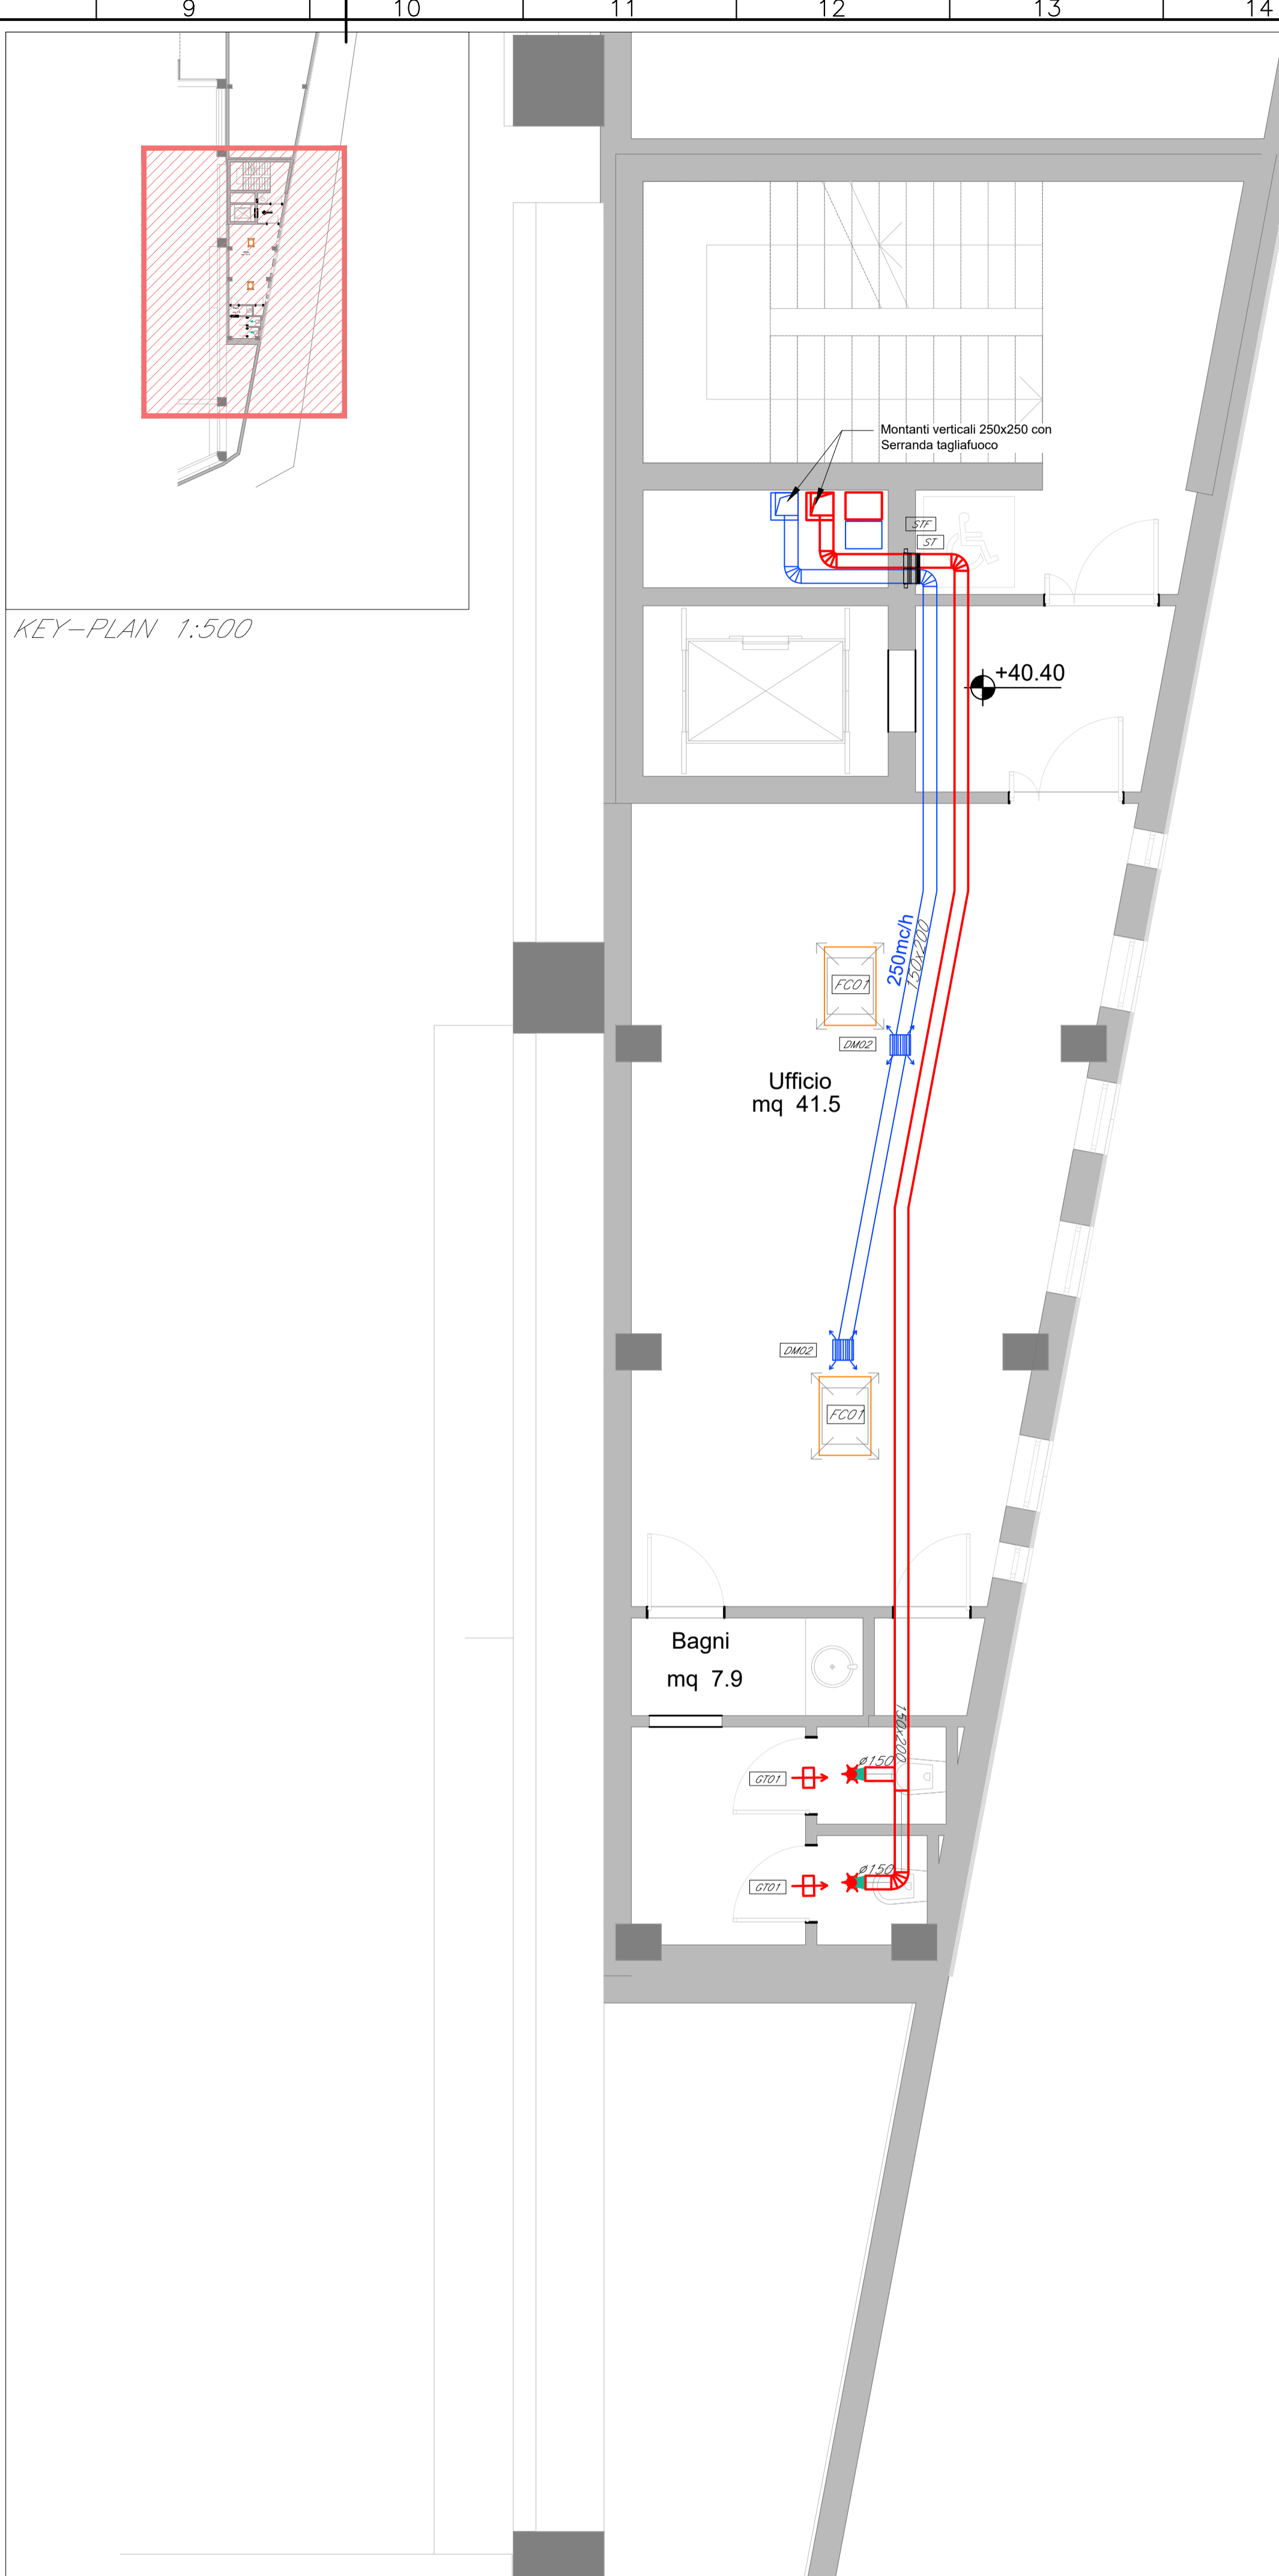 9 10 11 12 13 14
KEY-PLAN 1:500
Montanti verticali 250x250 con
Serranda tagliafuoco
STF
ST
+40.40
250mc/h
150x200
FC01
DM02
Ufficio
mq 41.5
DM02
FC01
Bagni
mq 7.9
150x200
ø150
GT01
ø150
GT01